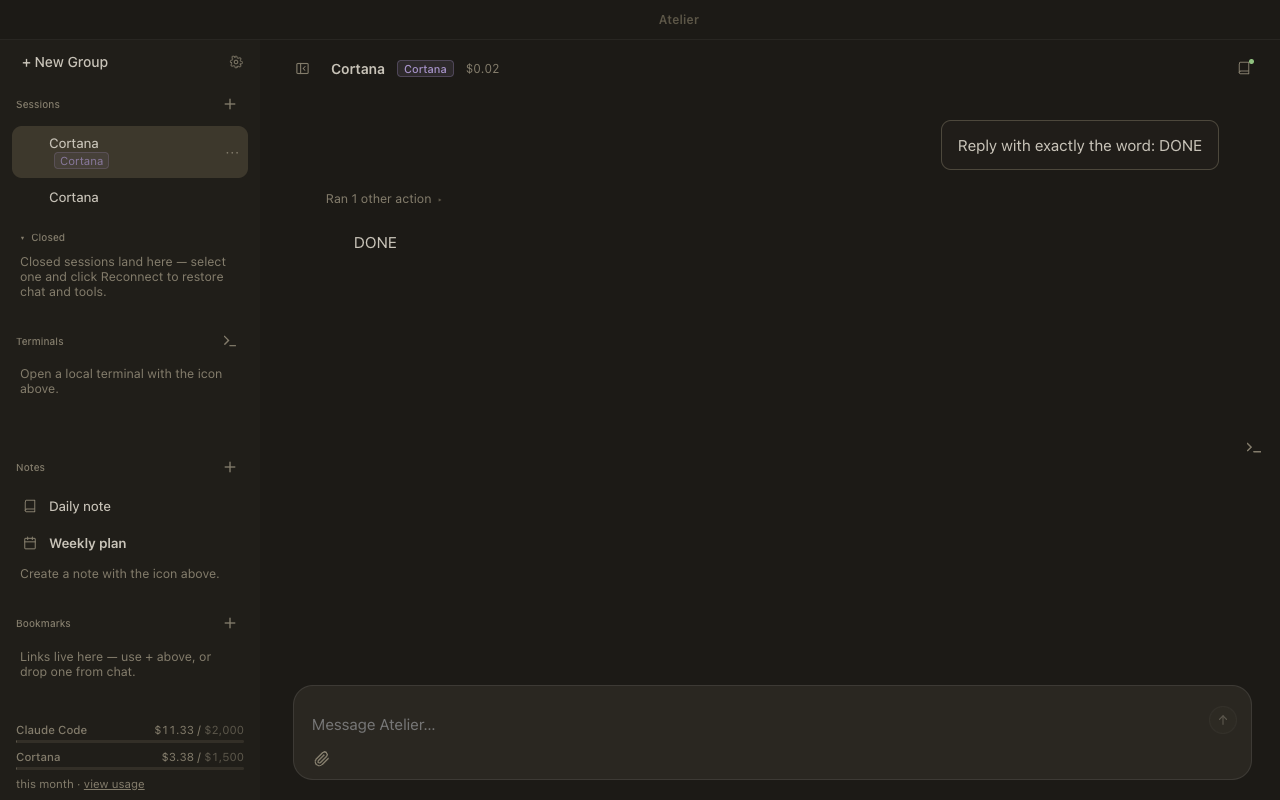 Atelier
+ New Group
Sessions
Cortana
Cortana
...
Cortana
Closed
Closed sessions land here — select
one and click Reconnect to restore
chat and tools.
Terminals
Open a local terminal with the icon
above.
Notes
Daily note
Weekly plan
Create a note with the icon above.
Bookmarks
Links live here — use + above, or
drop one from chat.
Claude Code $11.33 / $2,000
Cortana $3.38 / $1,500
this month · view usage
Cortana Cortana $0.02
Reply with exactly the word: DONE
Ran 1 other action
DONE
Message Atelier...